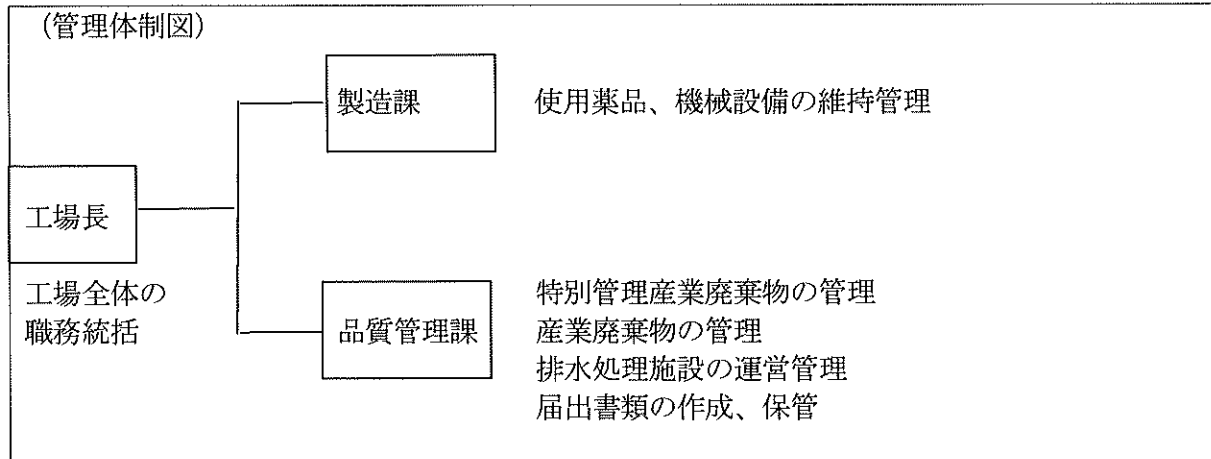 (管理体制図)
製造課
使用薬品、機械設備の維持管理
工場長
工場全体の
職務統括
品質管理課
特別管理産業廃棄物の管理
産業廃棄物の管理
排水処理施設の運営管理
届出書類の作成、保管